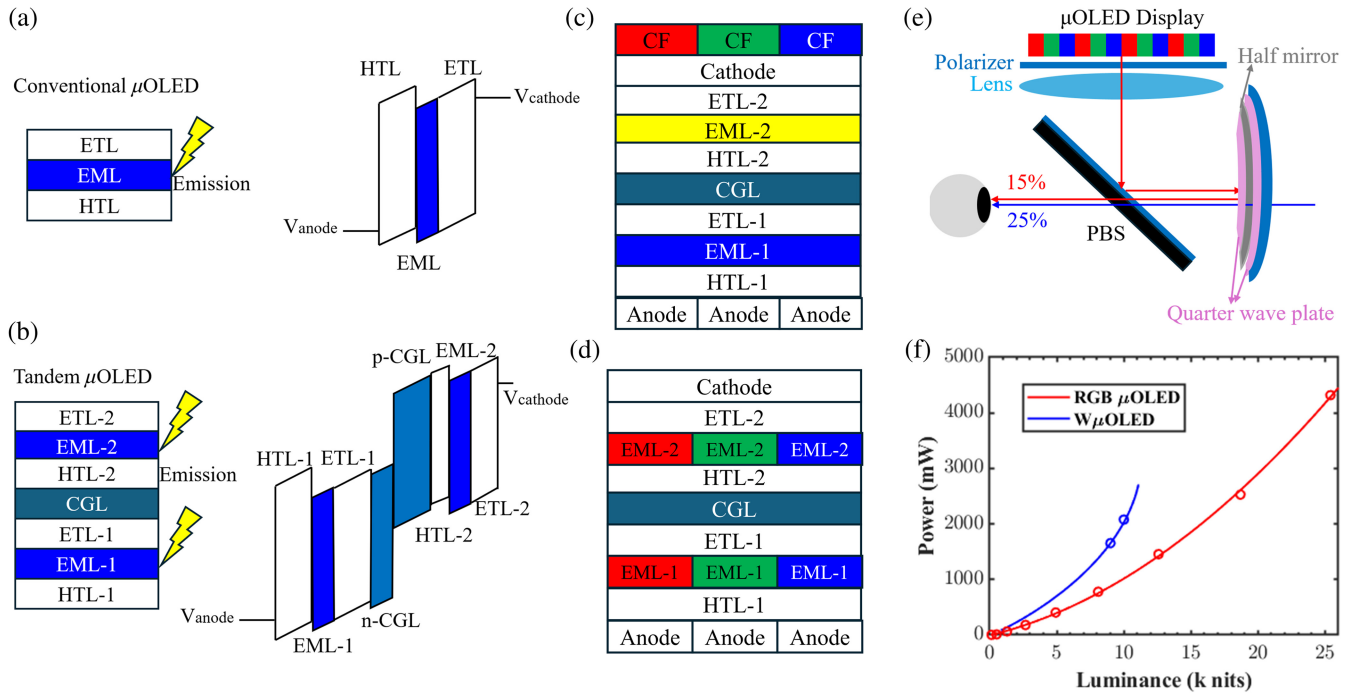 (a)
Conventional μOLED
ETL
EML
HTL
Emission
HTL
ETL
Vcathode
Vanode
EML
(b)
Tandem μOLED
ETL-2
EML-2
HTL-2
CGL
ETL-1
EML-1
HTL-1
Emission
p-CGL
EML-2
Vcathode
HTL-1
ETL-1
ETL-2
HTL-2
Vanode
n-CGL
EML-1
(c)
CF CF CF
Cathode
ETL-2
EML-2
HTL-2
CGL
ETL-1
EML-1
HTL-1
Anode Anode Anode
(d)
Cathode
ETL-2
EML-2 EML-2 EML-2
HTL-2
CGL
ETL-1
EML-1 EML-1 EML-1
HTL-1
Anode Anode Anode
(e)
μOLED Display
Polarizer
Half mirror
Lens
15%
25%
PBS
Quarter wave plate
(f)
5000
4000
3000
2000
1000
0
Power (mW)
RGB μOLED
WμOLED
0 5 10 15 20 25
Luminance (k nits)